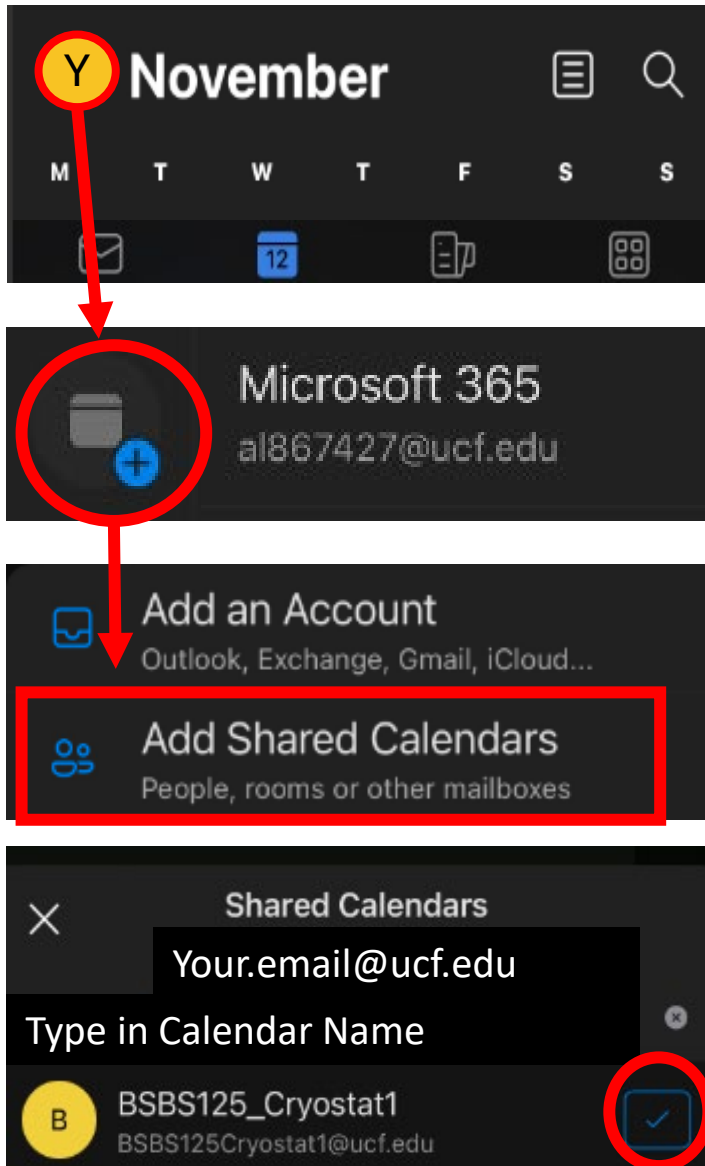 Y November
M T W T F S S
12
Microsoft 365
al867427@ucf.edu
Add an Account
Outlook, Exchange, Gmail, iCloud...
Add Shared Calendars
People, rooms or other mailboxes
Shared Calendars
Your.email@ucf.edu
Type in Calendar Name
B BSBS125_Cryostat1
BSBS125Cryostat1@ucf.edu